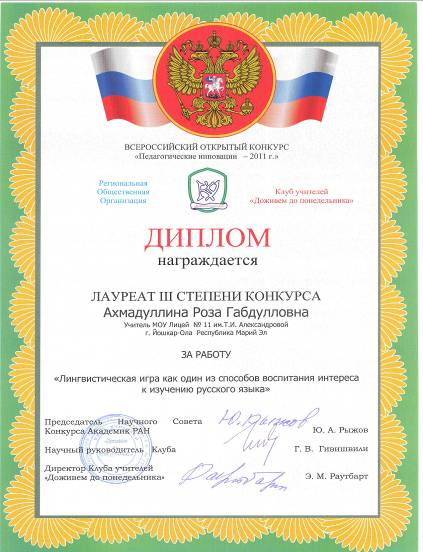 ВСЕРОССИЙСКИЙ ОТКРЫТЫЙ КОНКУРС
«Педагогические инновации – 2011 г.»
Региональная
Общественная
Организация
Клуб учителей
«Доживем до понедельника»
ДИПЛОМ
награждается
ЛАУРЕАТ III СТЕПЕНИ КОНКУРСА
Ахмадуллина Роза Габдулловна
Учитель МОУ Лицей № 11 им.Т.И. Александровой
г. Йошкар-Ола Республика Марий Эл
ЗА РАБОТУ
«Лингвистическая игра как один из способов воспитания интереса
к изучению русского языка»
Председатель Научного Совета
Конкурса Академик РАН
Ю. А. Рыжов
Научный руководитель Клуба
Г. В. Гивишвили
Директор Клуба учителей
«Доживем до понедельника»
Э. М. Раутбарт